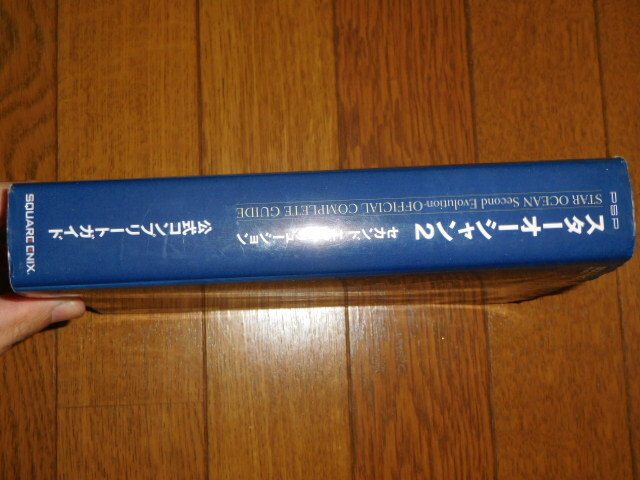 PSP
スターオーシャン2
セカンド エボリューション
STAR OCEAN Second Evolution-OFFICIAL COMPLETE GUIDE
公式コンプリートガイド
SQUARE ENIX.